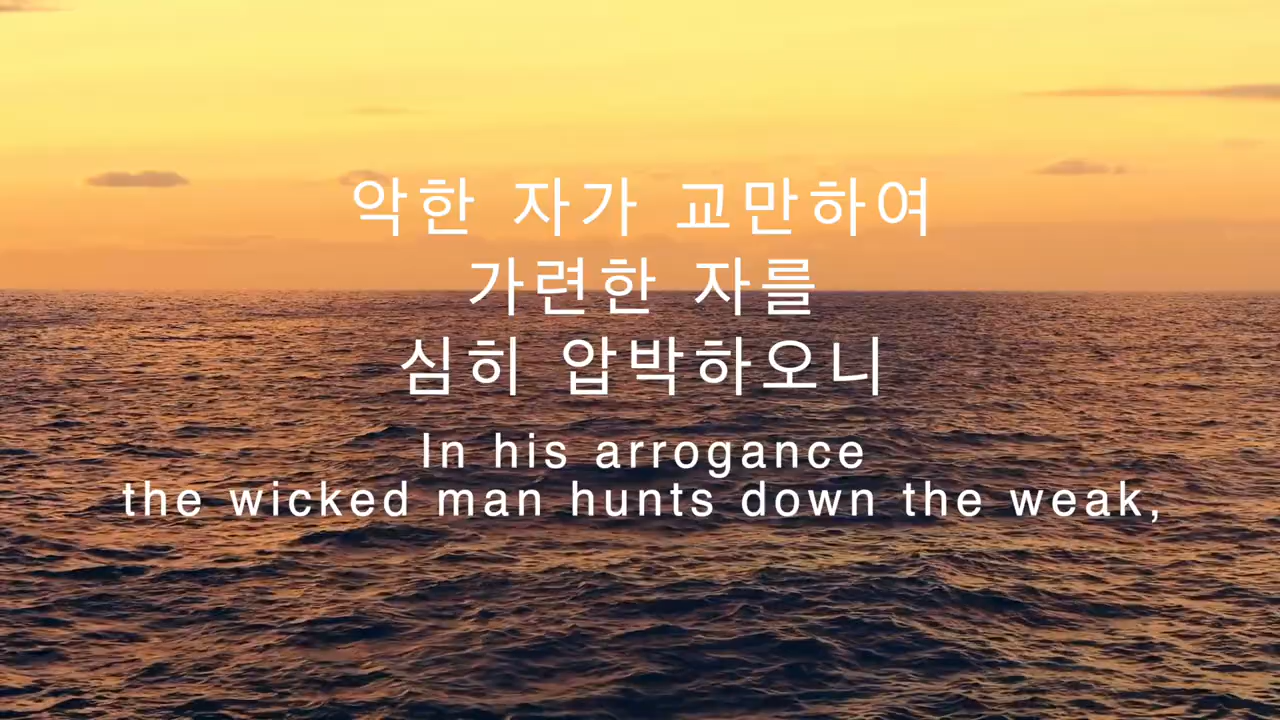 악한 자가 교만하여
가련한 자를
심히 압박하오니
In his arrogance
the wicked man hunts down the weak,